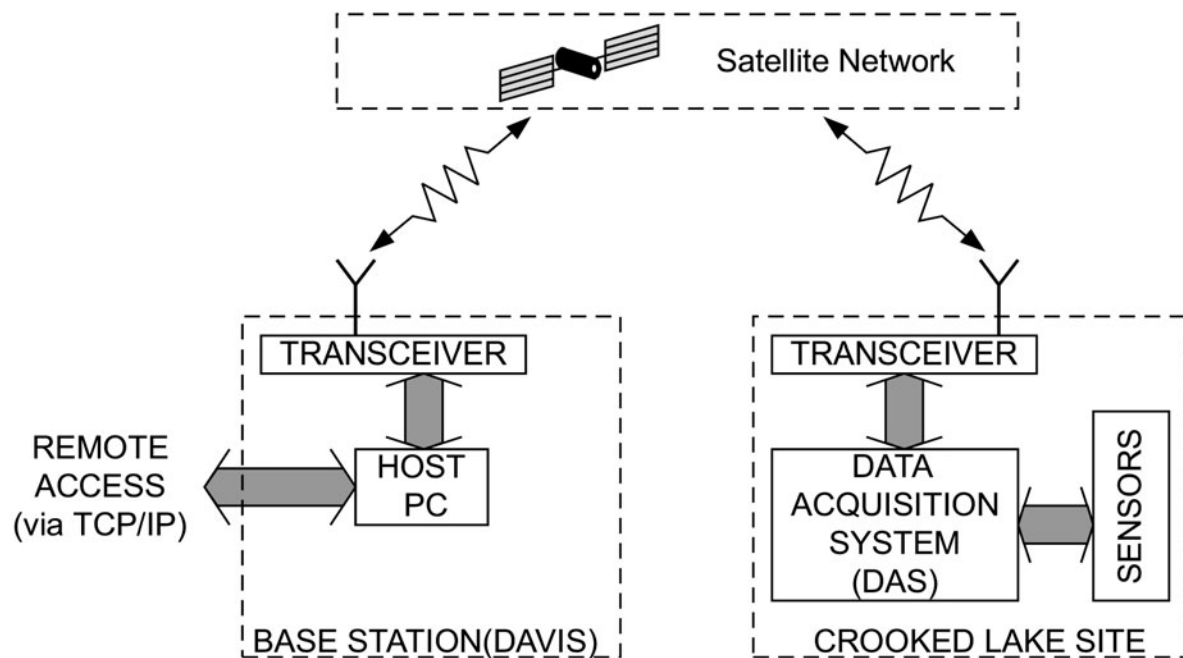 Satellite Network
TRANSCEIVER
REMOTE
ACCESS
(via TCP/IP)
HOST
PC
BASE STATION(DAVIS)
TRANSCEIVER
DATA
ACQUISITION
SYSTEM
(DAS)
SENSORS
CROOKED LAKE SITE